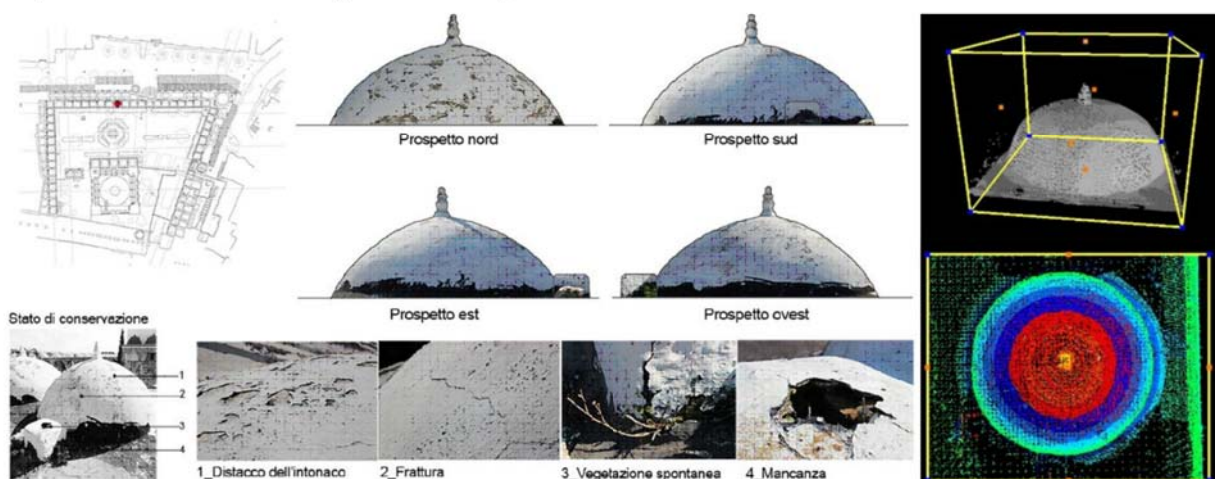 Prospetto nord
Prospetto sud
Prospetto est
Prospetto ovest
Stato di conservazione
1
2
3
4
1_Distacco dell'intonaco
2_Frattura
3_Vegetazione spontanea
4_Mancanza